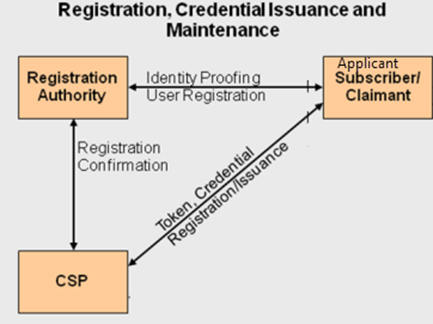 Registration, Credential Issuance and
Maintenance
Registration
Authority
Identity Proofing
User Registration
Applicant
Subscriber/
Claimant
Registration
Confirmation
Token, Credential
Registration/Issuance
CSP